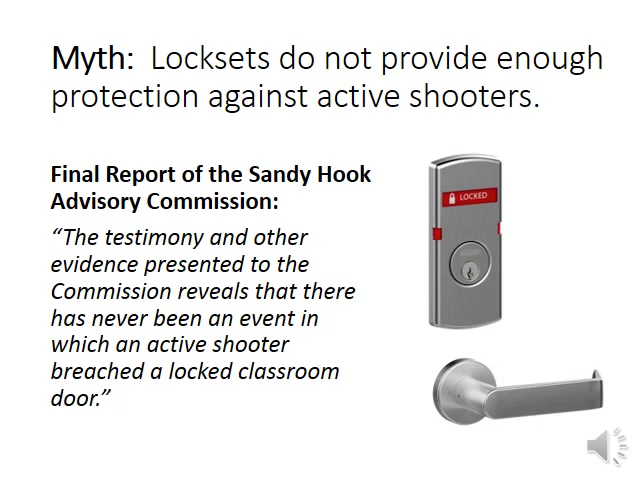 Myth:  Locksets do not provide enough
protection against active shooters.
Final Report of the Sandy Hook
Advisory Commission:
“The testimony and other
evidence presented to the
Commission reveals that there
has never been an event in
which an active shooter
breached a locked classroom
door.”
LOCKED